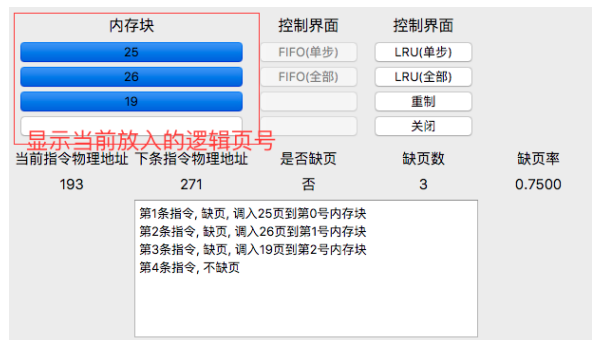 内存块 控制界面 控制界面
25 FIFO(单步) LRU(单步)
26 FIFO(全部) LRU(全部)
19 重制
关闭
显示当前放入的逻辑页号
当前指令物理地址 下条指令物理地址 是否缺页 缺页数 缺页率
193 271 否 3 0.7500
第1条指令, 缺页, 调入25页到第0号内存块
第2条指令, 缺页, 调入26页到第1号内存块
第3条指令, 缺页, 调入19页到第2号内存块
第4条指令, 不缺页